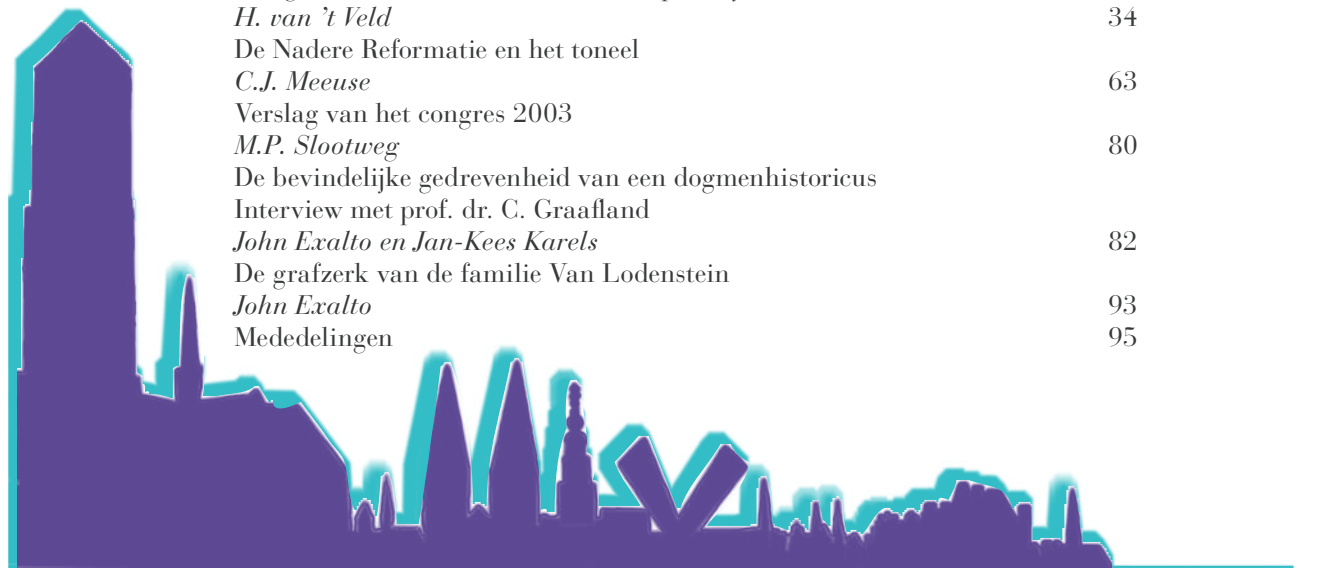 H. van ’t Veld 34
De Nadere Reformatie en het toneel
C.J. Meeuse 63
Verslag van het congres 2003
M.P. Slootweg 80
De bevindelijke gedrevenheid van een dogmenhistoricus
Interview met prof. dr. C. Graafland
John Exalto en Jan-Kees Karels 82
De grafzerk van de familie Van Lodenstein
John Exalto 93
Mededelingen 95